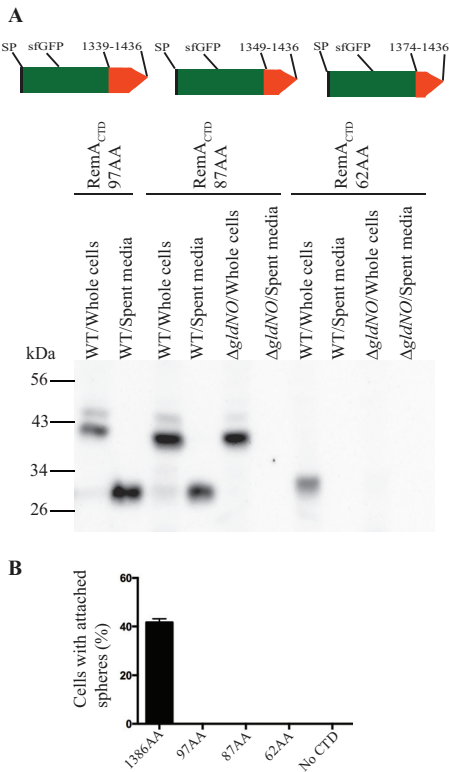 A
SP sfGFP 1339-1436 SP sfGFP 1349-1436 SP sfGFP 1374-1436
RemACTD
97AA
RemACTD
87AA
RemACTD
62AA
WT/Whole cells
WT/Spent media
WT/Whole cells
WT/Spent media
ΔgldNO/Whole cells
ΔgldNO/Spent media
WT/Whole cells
WT/Spent media
ΔgldNO/Whole cells
ΔgldNO/Spent media
kDa
56
43
34
26
B
Cells with attached
spheres (%)
60
40
20
0
1386AA 97AA 87AA 62AA No CTD